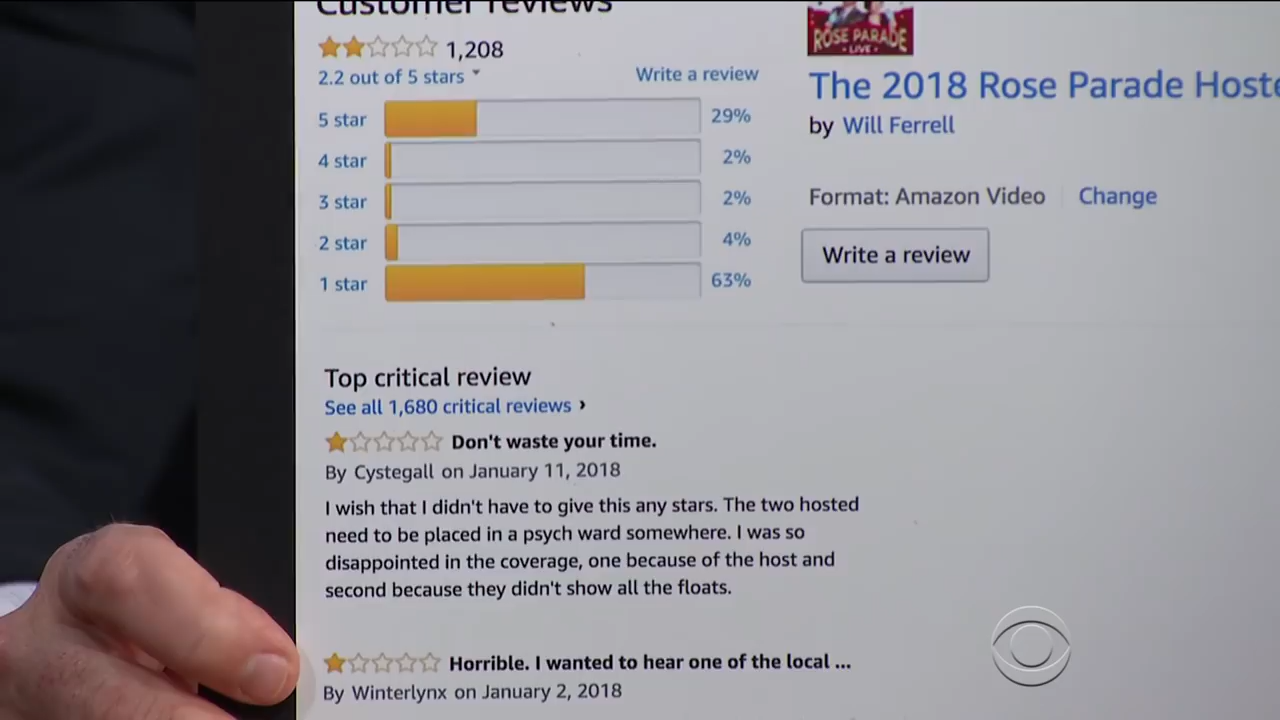 Customer reviews
1,208
2.2 out of 5 stars
Write a review
5 star 29%
4 star 2%
3 star 2%
2 star 4%
1 star 63%
ROSE PARADE
LIVE
The 2018 Rose Parade Hoste
by Will Ferrell
Format: Amazon Video Change
Write a review
Top critical review
See all 1,680 critical reviews ›
Don't waste your time.
By Cystegall on January 11, 2018
I wish that I didn't have to give this any stars. The two hosted
need to be placed in a psych ward somewhere. I was so
disappointed in the coverage, one because of the host and
second because they didn't show all the floats.
Horrible. I wanted to hear one of the local ...
By Winterlynx on January 2, 2018